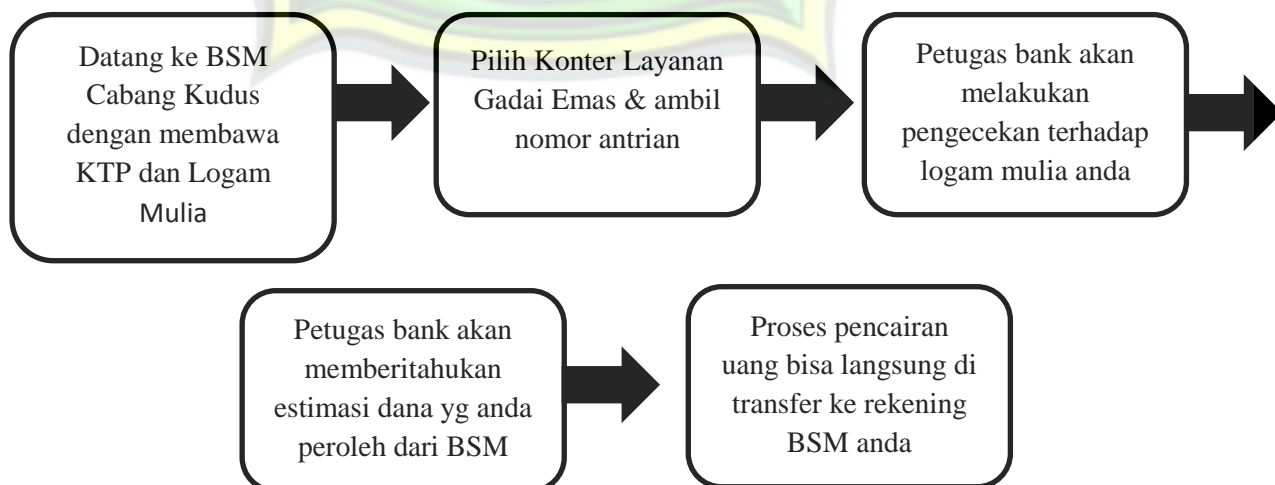 Datang ke BSM
Cabang Kudus
dengan membawa
KTP dan Logam
Mulia
Pilih Konter Layanan
Gadai Emas & ambil
nomor antrian
Petugas bank akan
melakukan
pengecekan terhadap
logam mulia anda
Petugas bank akan
memberitahukan
estimasi dana yg anda
peroleh dari BSM
Proses pencairan
uang bisa langsung di
transfer ke rekening
BSM anda